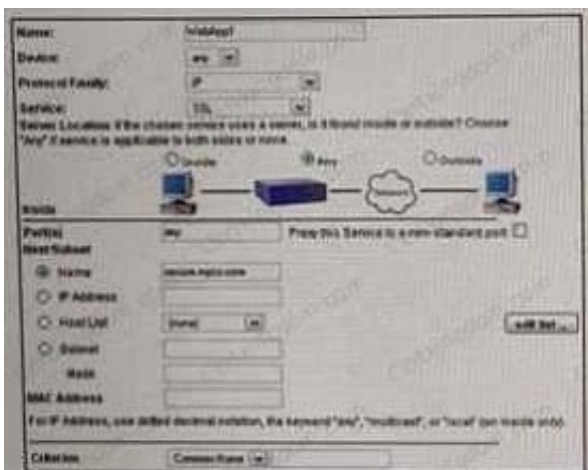 Name: WebApp1
Device: any
Protocol Family: IP
Service: SSL
Server Location: If the chosen service uses a server, is it found inside or outside? Choose
"Any" if service is applicable to both sides or none.
Inside Any Outside
Network
Inside
Port(s) any Proxy this Service to a new standard port
Host/Subnet
Name secure.myco.com
IP Address
Host List (none) edit list ...
Subnet
Mask
MAC Address
For IP Address, use dotted decimal notation, the keyword "any", "multicast", or "local" (on inside only).
Criterion Common Name